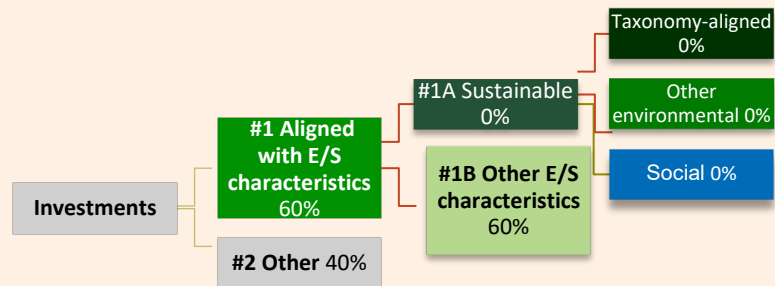 Investments
#1 Aligned
with E/S
characteristics
60%
#2 Other 40%
#1A Sustainable
0%
#1B Other E/S
characteristics
60%
Taxonomy-aligned
0%
Other
environmental 0%
Social 0%